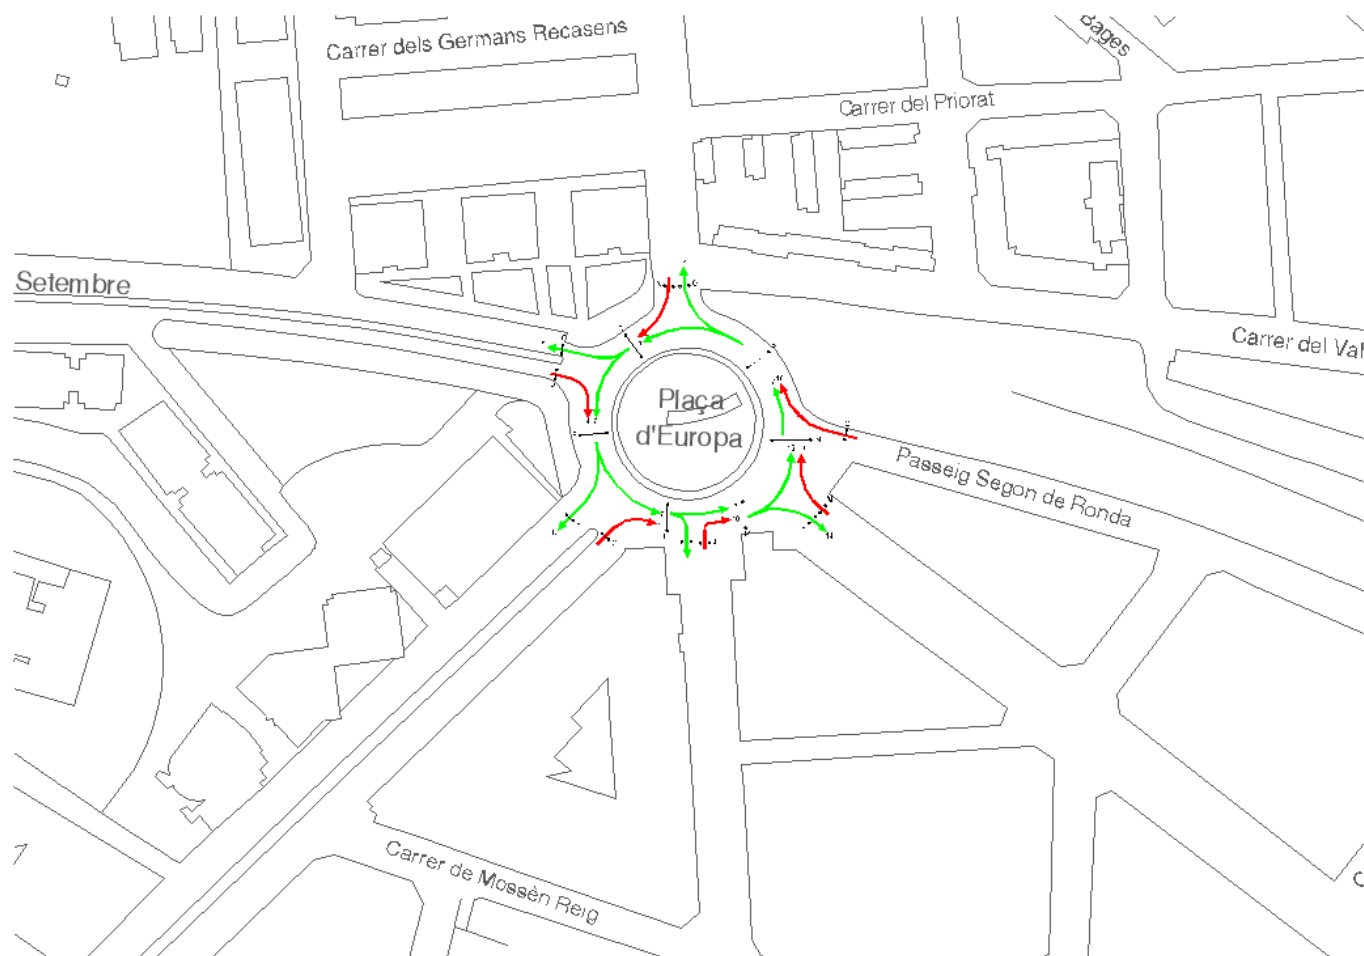 Bages
Carrer dels Germans Recasens
Carrer del Priorat
Setembre
Carrer del Val
Plaça
d'Europa
Passeig Segon de Ronda
Carrer de Mossèn Reig